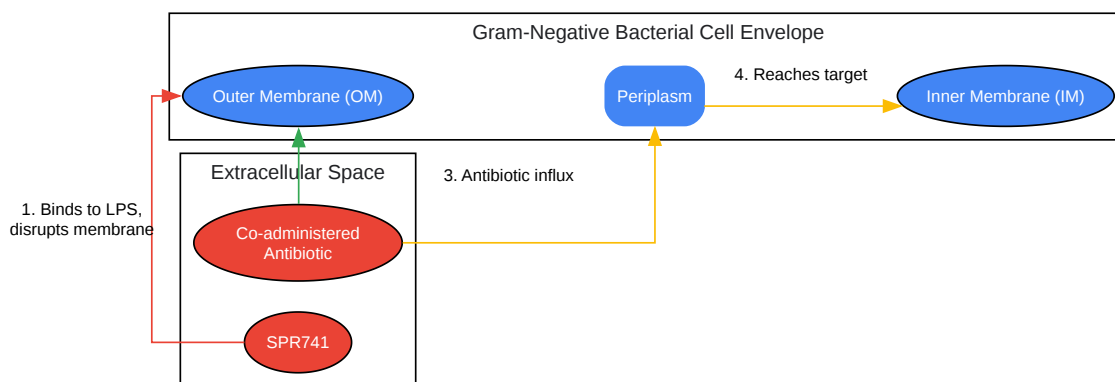 Gram-Negative Bacterial Cell Envelope
Outer Membrane (OM)
Periplasm
4. Reaches target
Inner Membrane (IM)
Extracellular Space
3. Antibiotic influx
1. Binds to LPS,
disrupts membrane
Co-administered
Antibiotic
SPR741